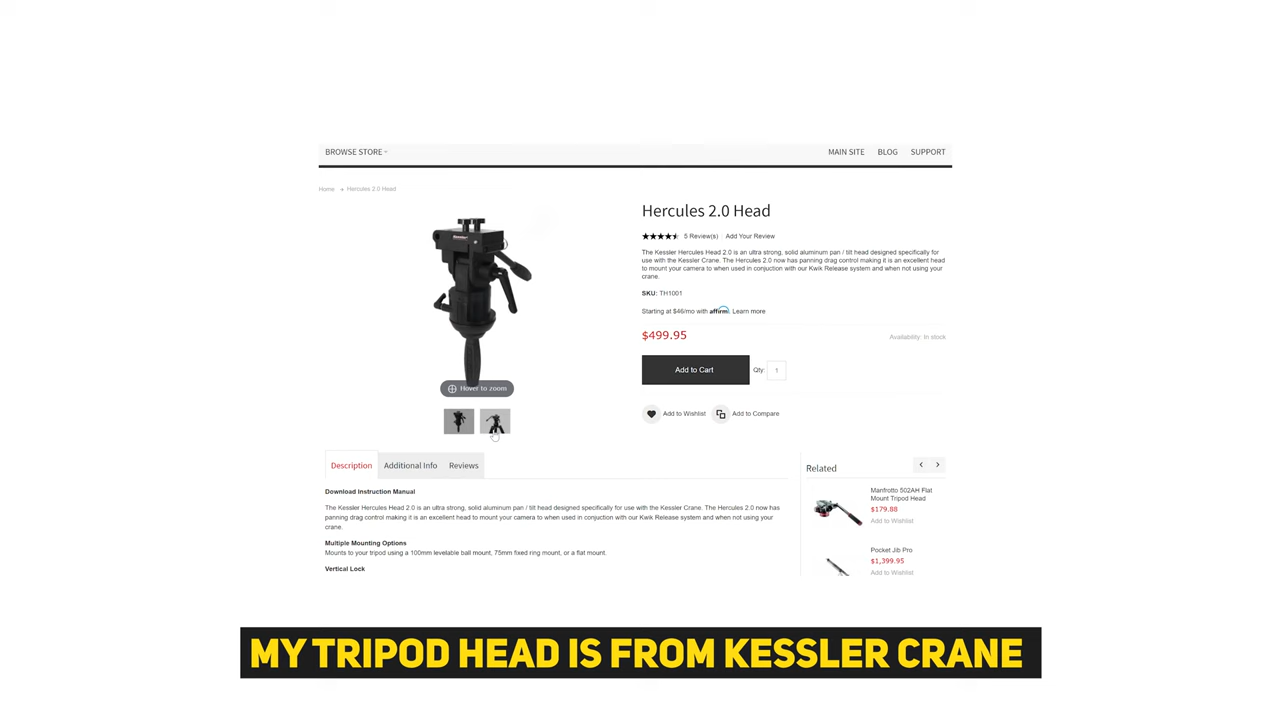 BROWSE STORE
MAIN SITE BLOG SUPPORT
Home → Hercules 2.0 Head
Hercules 2.0 Head
5 Review(s) | Add Your Review
The Kessler Hercules Head 2.0 is an ultra strong, solid aluminum pan / tilt head designed specifically for
use with the Kessler Crane. The Hercules 2.0 now has panning drag control making it is an excellent head
to mount your camera to when used in conjuction with our Kwik Release system and when not using your
crane.
SKU: TH1001
Starting at $46/mo with affirm. Learn more
$499.95
Availability: In stock
Add to Cart Qty: 1
Hover to zoom
Add to Wishlist Add to Compare
Description Additional Info Reviews
Download Instruction Manual
The Kessler Hercules Head 2.0 is an ultra strong, solid aluminum pan / tilt head designed specifically for use with the Kessler Crane. The Hercules 2.0 now has
panning drag control making it is an excellent head to mount your camera to when used in conjuction with our Kwik Release system and when not using your
crane.
Multiple Mounting Options
Mounts to your tripod using a 100mm levelable ball mount, 75mm fixed ring mount, or a flat mount.
Vertical Lock
Related
Manfrotto 502AH Flat
Mount Tripod Head
$179.88
Add to Wishlist
Pocket Jib Pro
$1,399.95
Add to Wishlist
MY TRIPOD HEAD IS FROM KESSLER CRANE